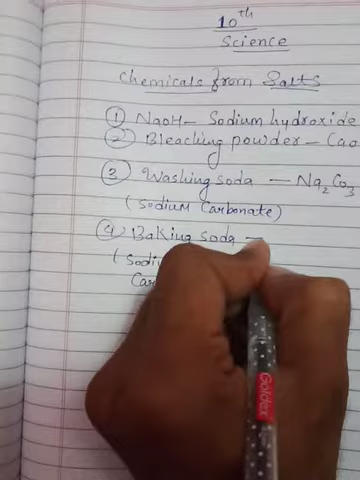 10th
Science
Chemicals from Salts
① NaOH – Sodium hydroxide
② Bleaching powder – Cao
③ Washing soda – Na2Co3
(Sodium Carbonate)
④ Baking soda –
Goldex